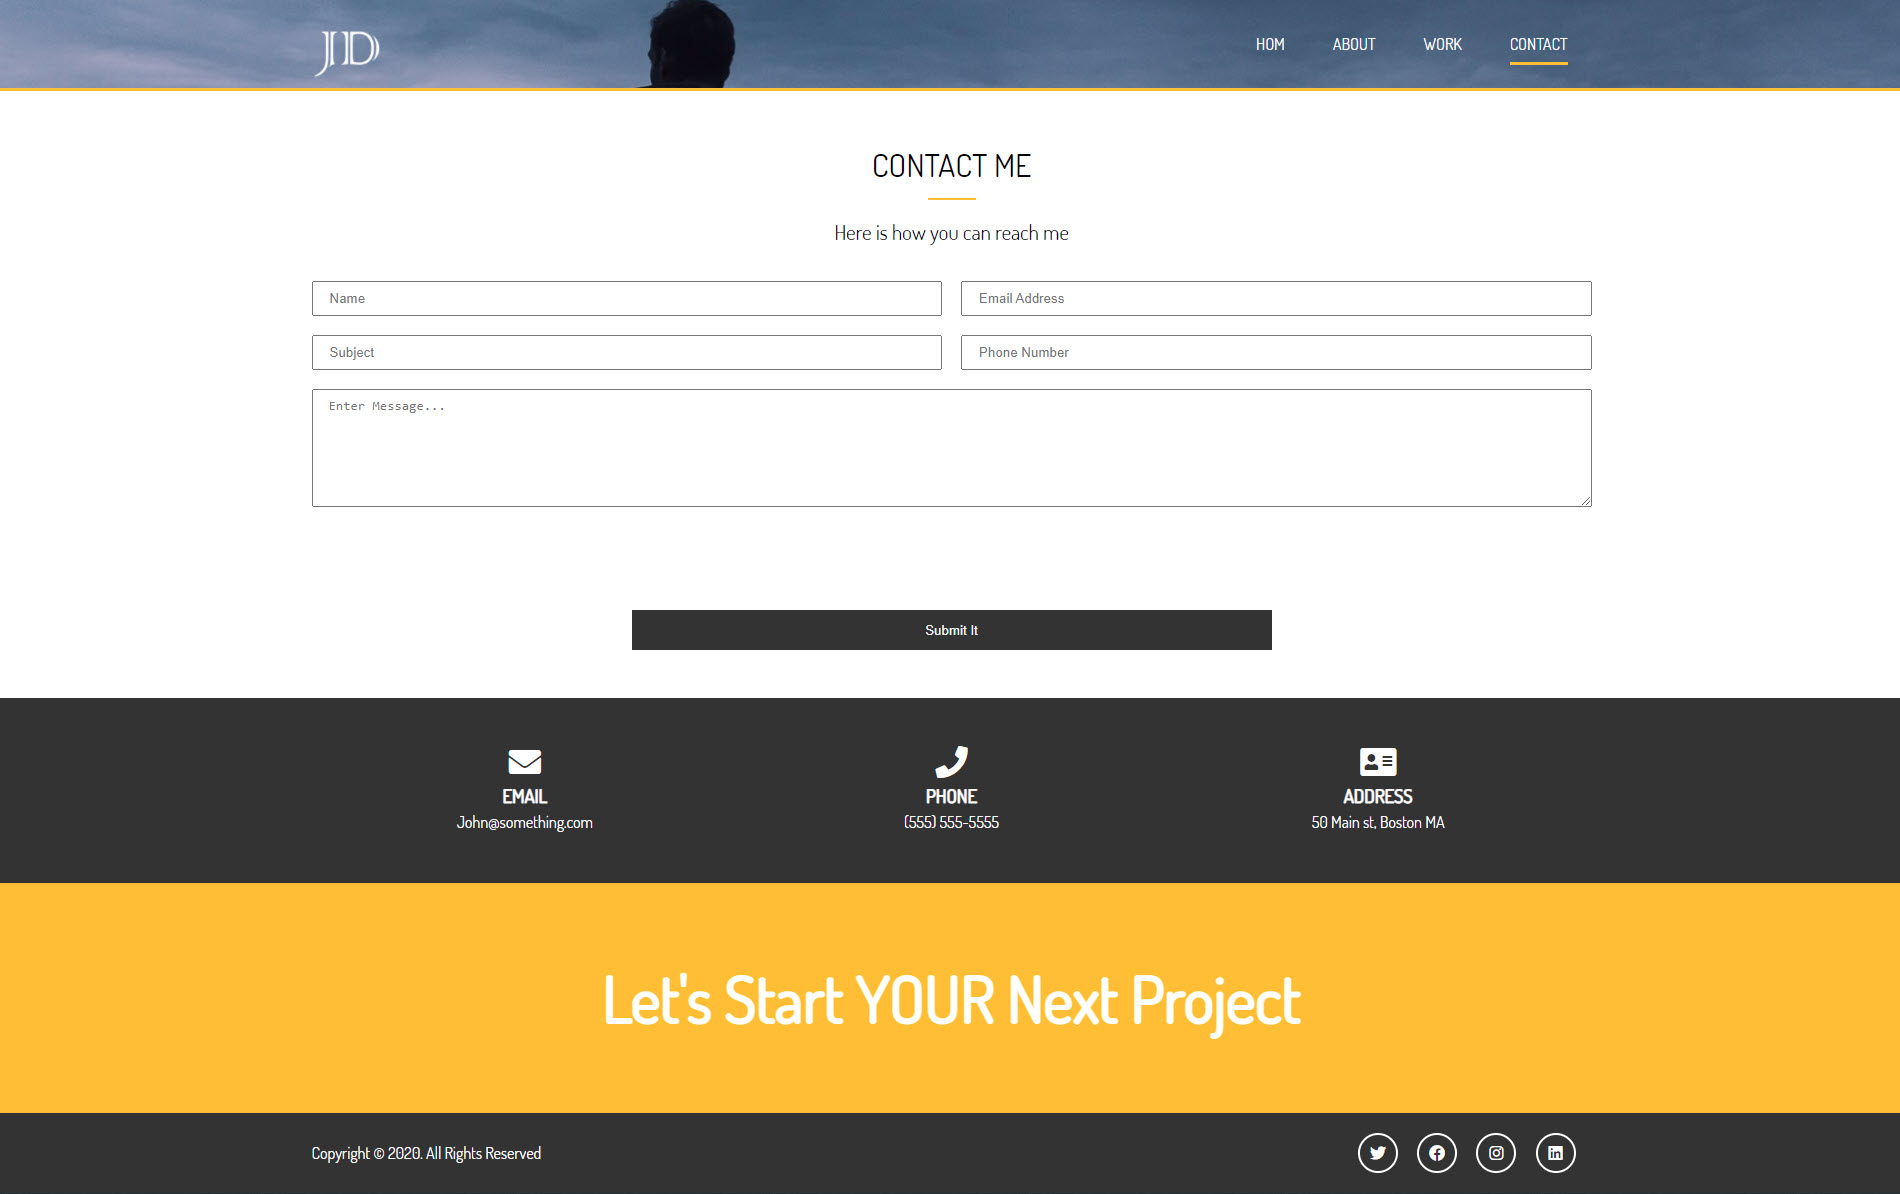 JD
HOM ABOUT WORK CONTACT
CONTACT ME
Here is how you can reach me
Name
Email Address
Subject
Phone Number
Enter Message...
Submit It
EMAIL
John@something.com
PHONE
(555) 555-5555
ADDRESS
50 Main st, Boston MA
Let's Start YOUR Next Project
Copyright © 2020. All Rights Reserved